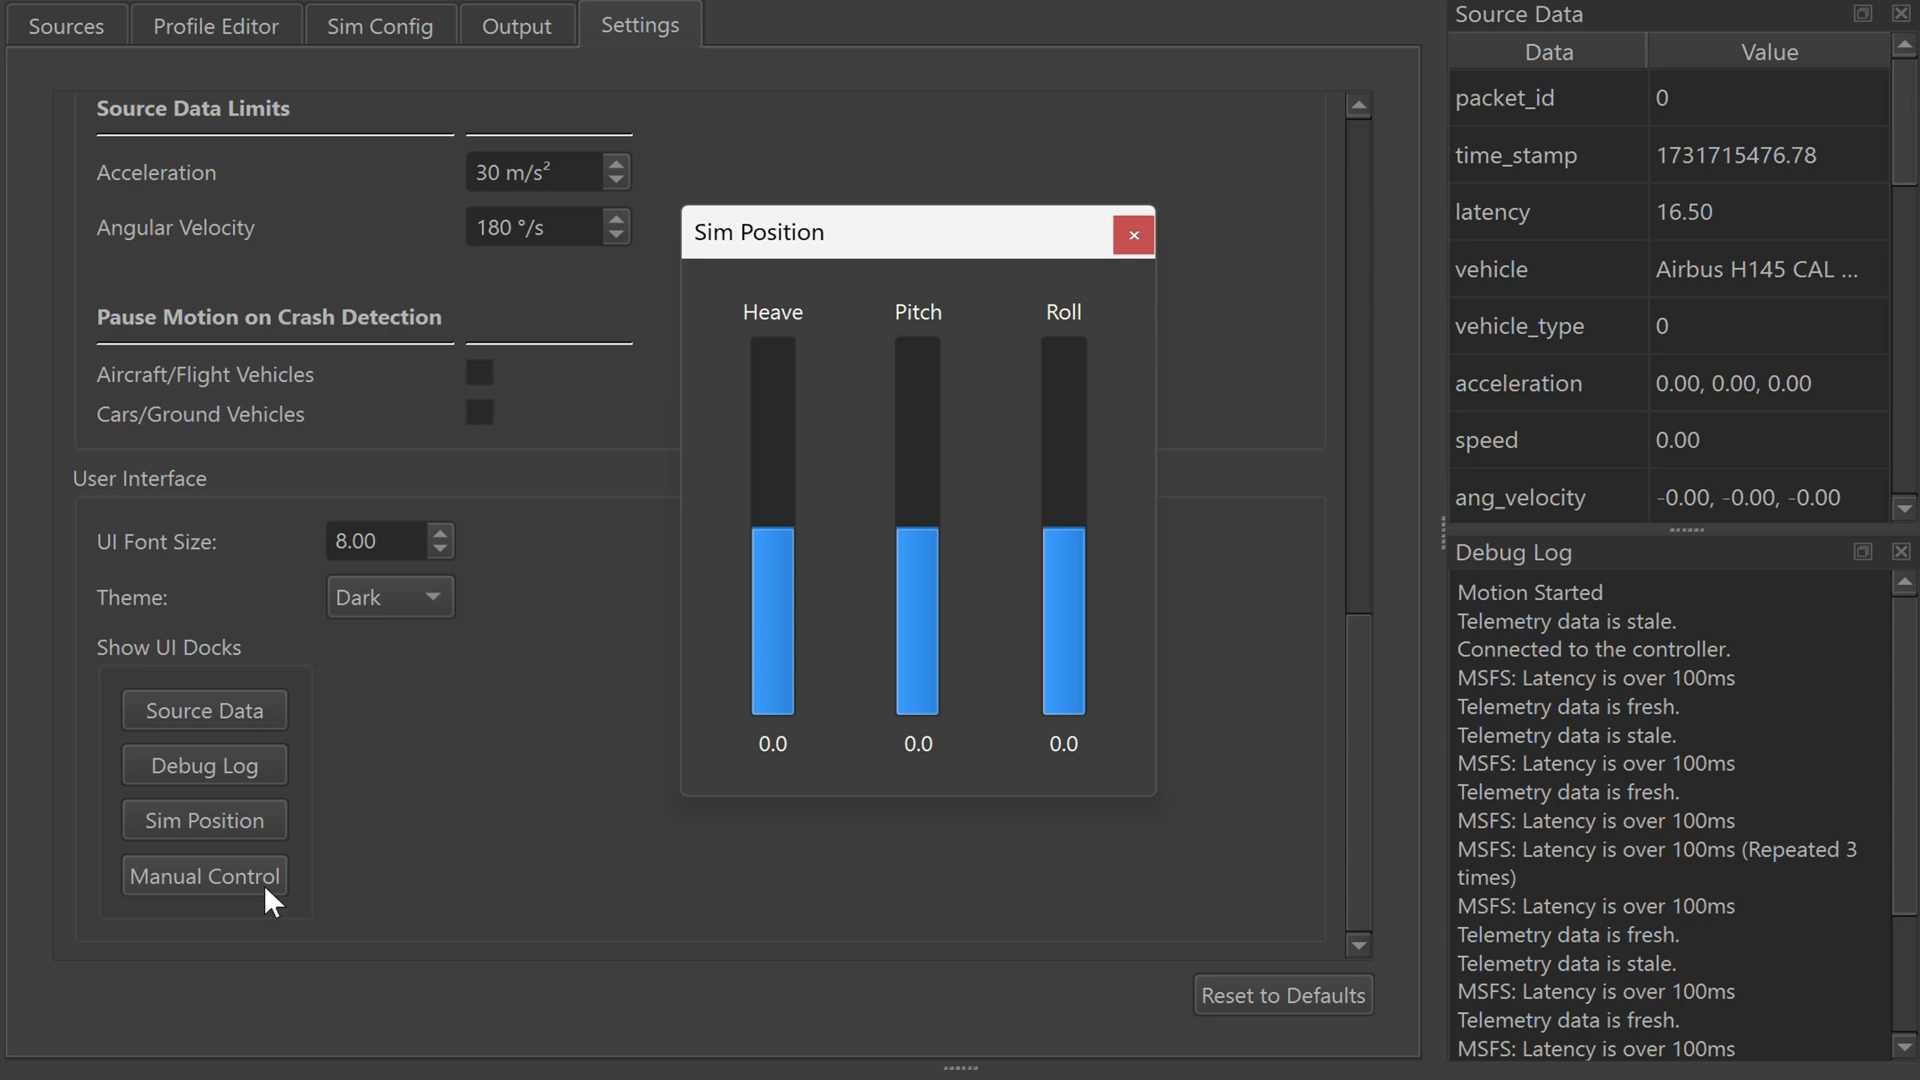 Sources
Profile Editor
Sim Config
Output
Settings
Source Data Limits
Acceleration
30 m/s²
Angular Velocity
180 °/s
Pause Motion on Crash Detection
Aircraft/Flight Vehicles
Cars/Ground Vehicles
User Interface
UI Font Size:
8.00
Theme:
Dark
Show UI Docks
Source Data
Debug Log
Sim Position
Manual Control
Reset to Defaults
Sim Position
Heave
Pitch
Roll
0.0
0.0
0.0
Source Data
Data
Value
packet_id
0
time_stamp
1731715476.78
latency
16.50
vehicle
Airbus H145 CAL ...
vehicle_type
0
acceleration
0.00, 0.00, 0.00
speed
0.00
ang_velocity
-0.00, -0.00, -0.00
Debug Log
Motion Started
Telemetry data is stale.
Connected to the controller.
MSFS: Latency is over 100ms
Telemetry data is fresh.
Telemetry data is stale.
MSFS: Latency is over 100ms
Telemetry data is fresh.
MSFS: Latency is over 100ms
MSFS: Latency is over 100ms (Repeated 3
times)
MSFS: Latency is over 100ms
Telemetry data is fresh.
Telemetry data is stale.
MSFS: Latency is over 100ms
Telemetry data is fresh.
MSFS: Latency is over 100ms